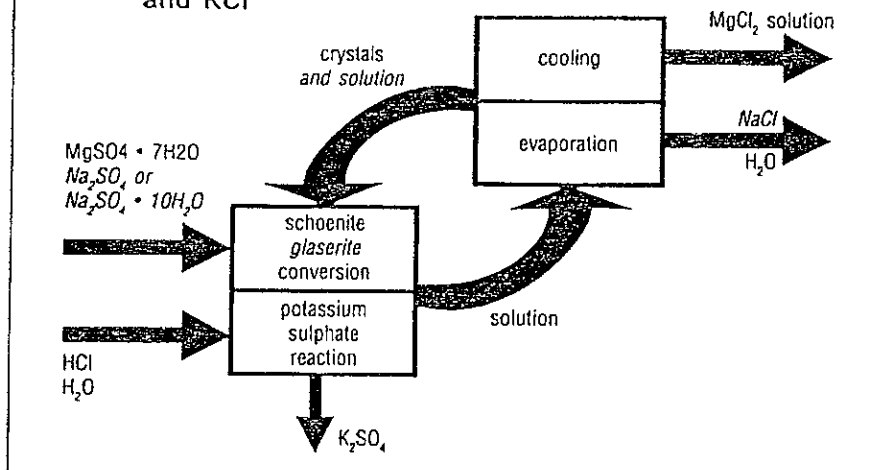 and KCl
MgCl₂ solution
crystals
and solution
cooling
NaCl
evaporation
H₂O
MgSO4 • 7H2O
Na₂SO₄ or
Na₂SO₄ • 10H₂O
schoenite
glaserite
conversion
potassium
sulphate
reaction
solution
HCl
H₂O
K₂SO₄